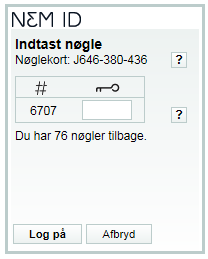 NEM ID
Indtast nøgle
Nøglekort: J646-380-436
?
#
6707
?
Du har 76 nøgler tilbage.
Log på
Afbryd